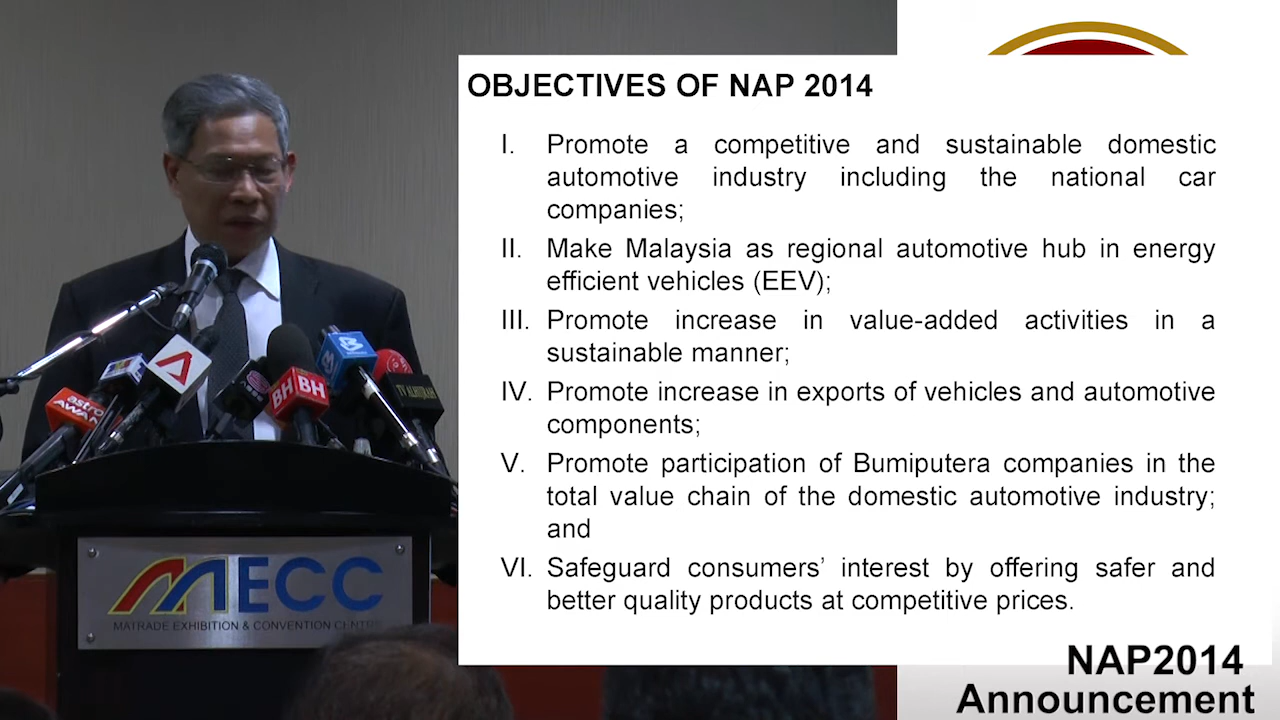 OBJECTIVES OF NAP 2014
I. Promote a competitive and sustainable domestic
automotive industry including the national car
companies;
II. Make Malaysia as regional automotive hub in energy
efficient vehicles (EEV);
III. Promote increase in value-added activities in a
sustainable manner;
IV. Promote increase in exports of vehicles and automotive
components;
V. Promote participation of Bumiputera companies in the
total value chain of the domestic automotive industry;
and
VI. Safeguard consumers' interest by offering safer and
better quality products at competitive prices.
NAP2014
Announcement
astro
AWANI
BH BH
TV ALHIJRAH
MECC
MATRADE EXHIBITION & CONVENTION CENTRE